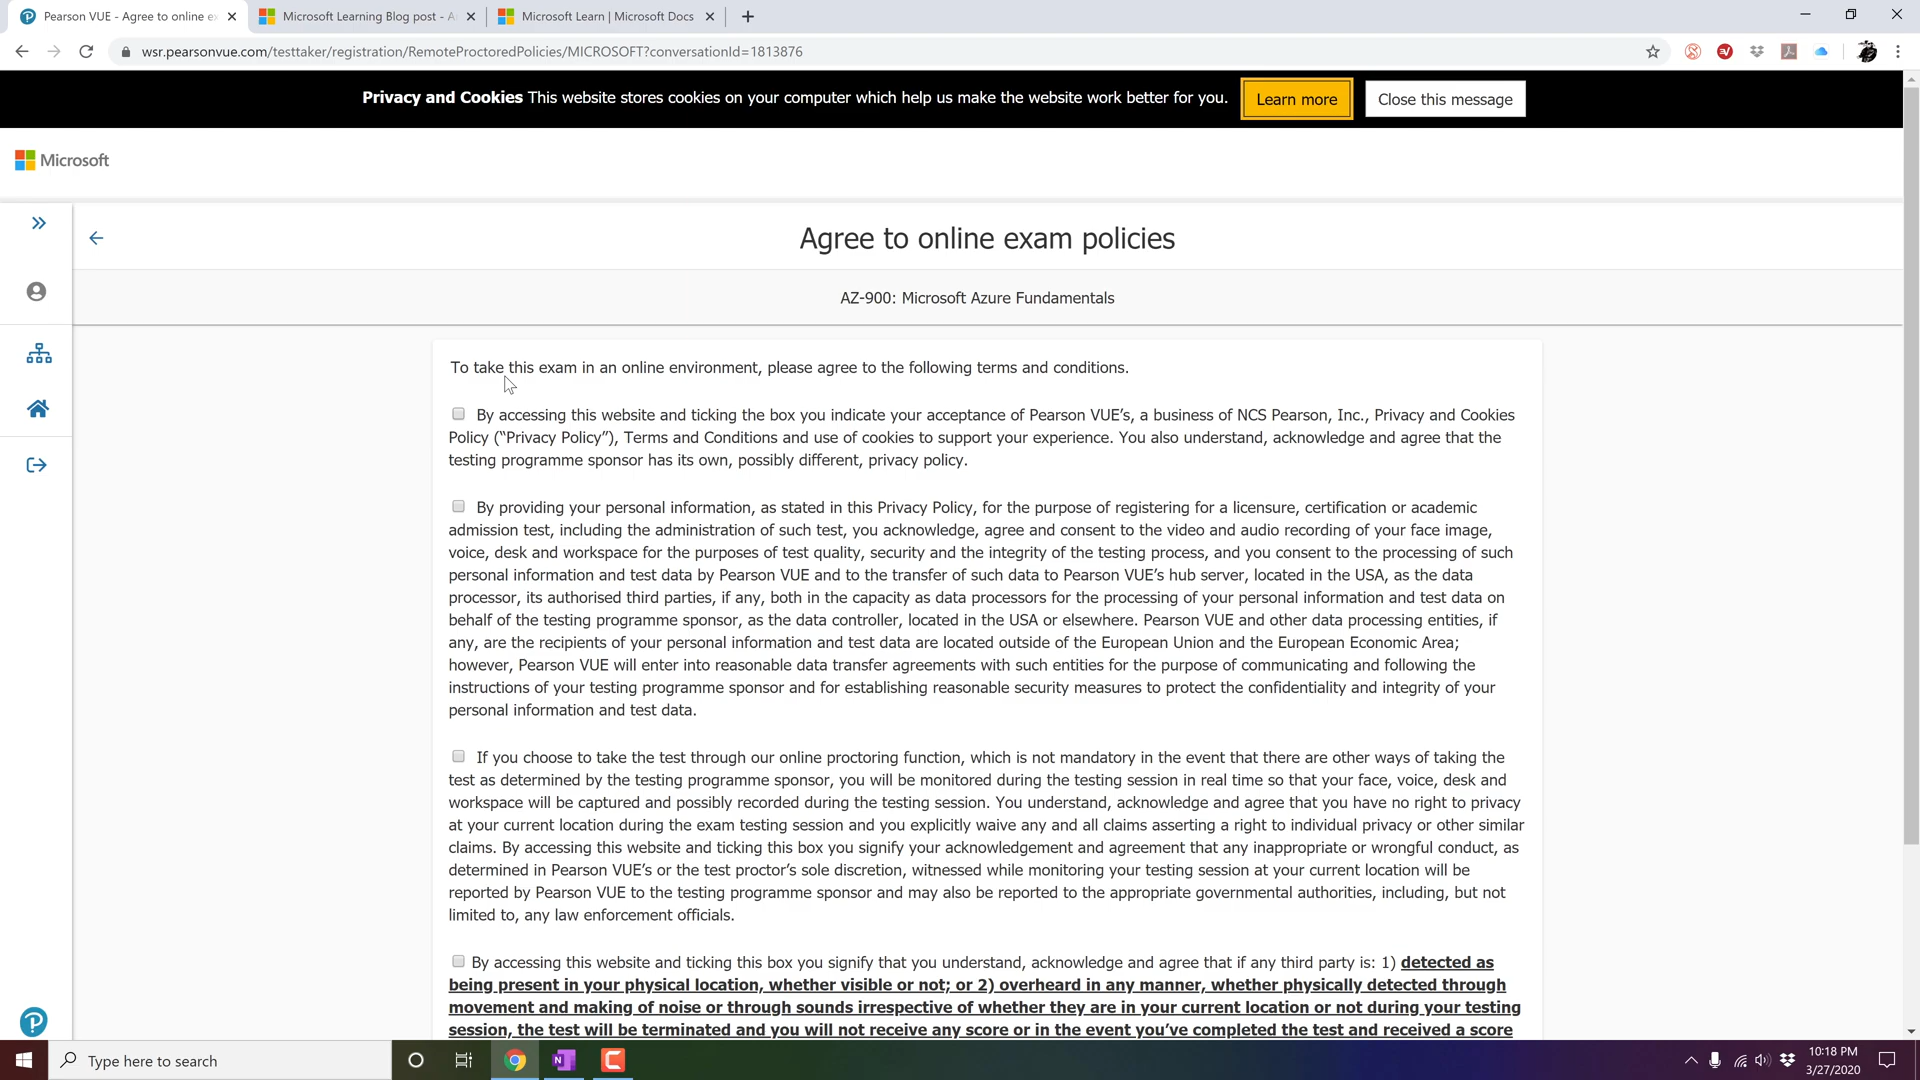 Pearson VUE - Agree to online ex
Microsoft Learning Blog post - A
Microsoft Learn | Microsoft Docs
wsr.pearsonvue.com/testtaker/registration/RemoteProctoredPolicies/MICROSOFT?conversationId=1813876
Privacy and Cookies This website stores cookies on your computer which help us make the website work better for you.
Learn more
Close this message
Microsoft
Agree to online exam policies
AZ-900: Microsoft Azure Fundamentals
To take this exam in an online environment, please agree to the following terms and conditions.
By accessing this website and ticking the box you indicate your acceptance of Pearson VUE's, a business of NCS Pearson, Inc., Privacy and Cookies
Policy ("Privacy Policy"), Terms and Conditions and use of cookies to support your experience. You also understand, acknowledge and agree that the
testing programme sponsor has its own, possibly different, privacy policy.
By providing your personal information, as stated in this Privacy Policy, for the purpose of registering for a licensure, certification or academic
admission test, including the administration of such test, you acknowledge, agree and consent to the video and audio recording of your face image,
voice, desk and workspace for the purposes of test quality, security and the integrity of the testing process, and you consent to the processing of such
personal information and test data by Pearson VUE and to the transfer of such data to Pearson VUE's hub server, located in the USA, as the data
processor, its authorised third parties, if any, both in the capacity as data processors for the processing of your personal information and test data on
behalf of the testing programme sponsor, as the data controller, located in the USA or elsewhere. Pearson VUE and other data processing entities, if
any, are the recipients of your personal information and test data are located outside of the European Union and the European Economic Area;
however, Pearson VUE will enter into reasonable data transfer agreements with such entities for the purpose of communicating and following the
instructions of your testing programme sponsor and for establishing reasonable security measures to protect the confidentiality and integrity of your
personal information and test data.
If you choose to take the test through our online proctoring function, which is not mandatory in the event that there are other ways of taking the
test as determined by the testing programme sponsor, you will be monitored during the testing session in real time so that your face, voice, desk and
workspace will be captured and possibly recorded during the testing session. You understand, acknowledge and agree that you have no right to privacy
at your current location during the exam testing session and you explicitly waive any and all claims asserting a right to individual privacy or other similar
claims. By accessing this website and ticking this box you signify your acknowledgement and agreement that any inappropriate or wrongful conduct, as
determined in Pearson VUE's or the test proctor's sole discretion, witnessed while monitoring your testing session at your current location will be
reported by Pearson VUE to the testing programme sponsor and may also be reported to the appropriate governmental authorities, including, but not
limited to, any law enforcement officials.
By accessing this website and ticking this box you signify that you understand, acknowledge and agree that if any third party is: 1) detected as
being present in your physical location, whether visible or not; or 2) overheard in any manner, whether physically detected through
movement and making of noise or through sounds irrespective of whether they are in your current location or not during your testing
session, the test will be terminated and you will not receive any score or in the event you've completed the test and received a score
Type here to search
10:18 PM
3/27/2020